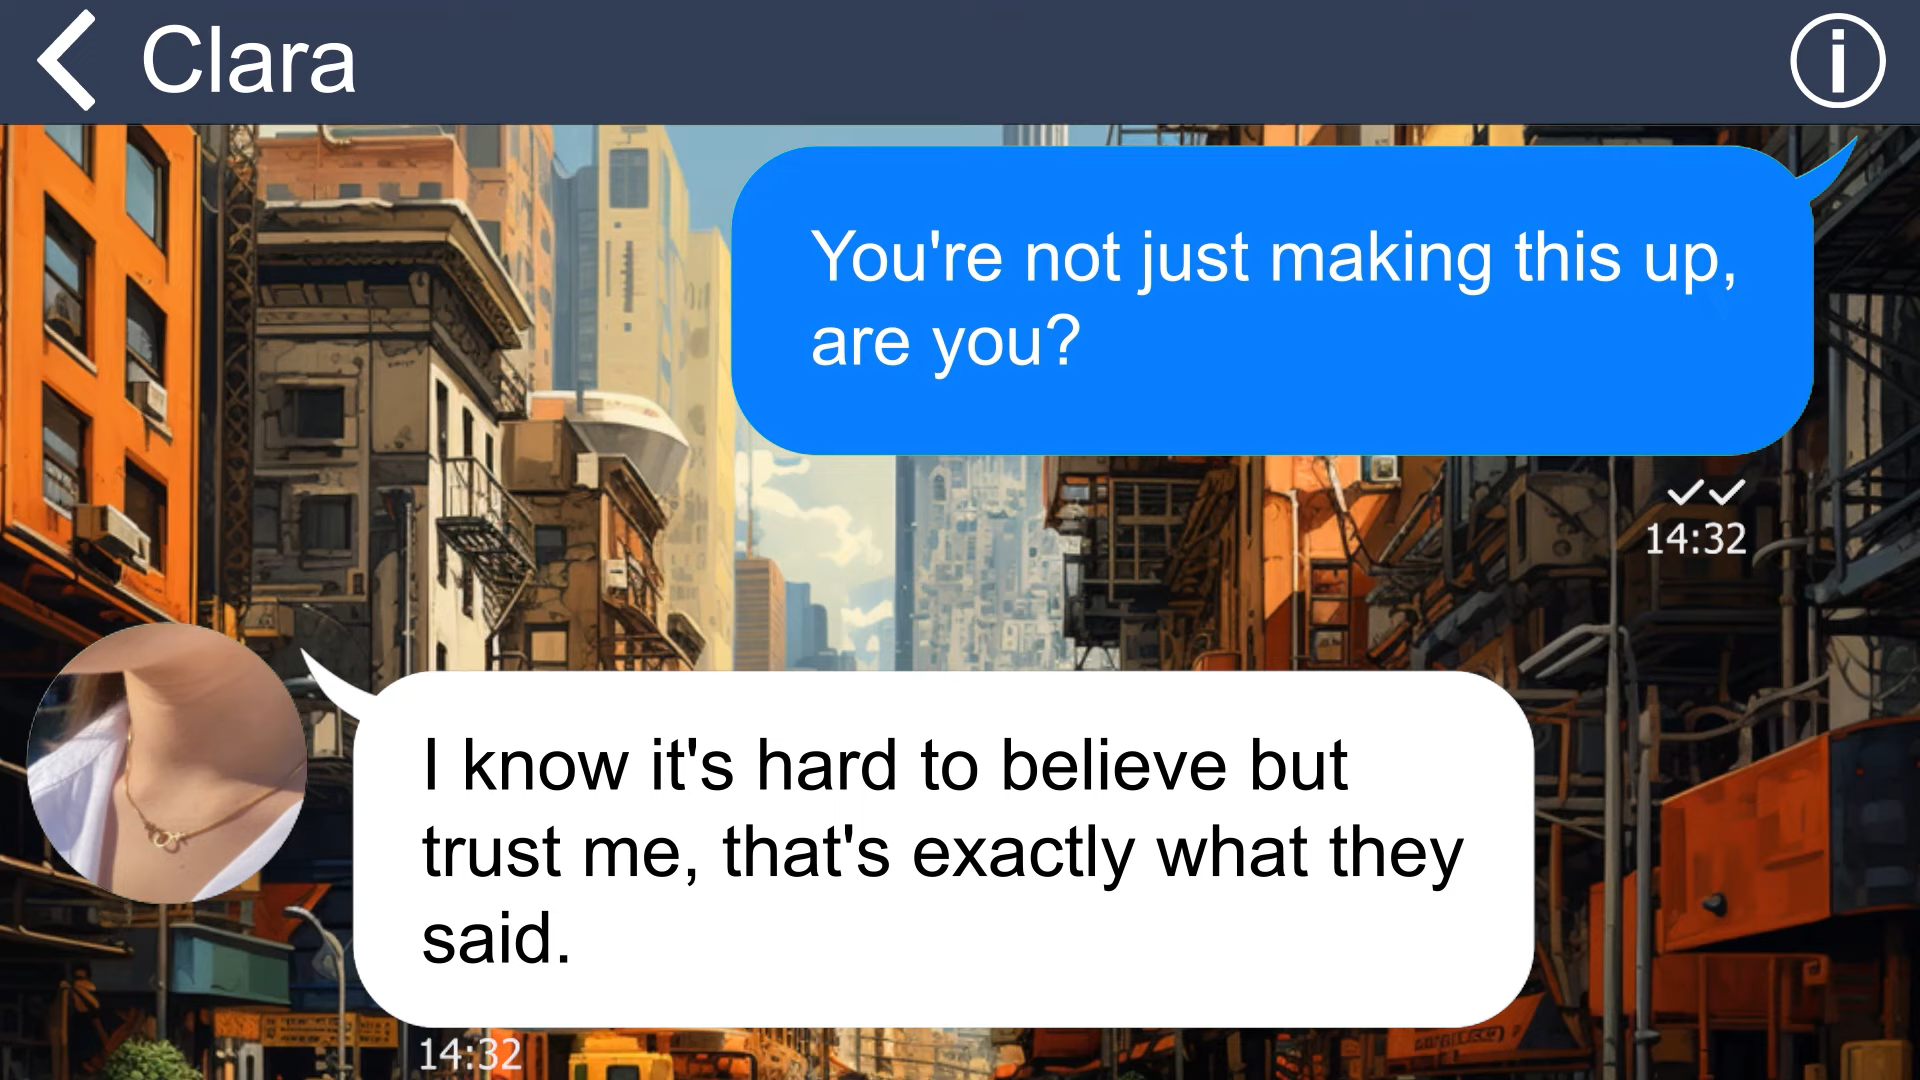 Clara
You're not just making this up,
are you?
14:32
I know it's hard to believe but
trust me, that's exactly what they
said.
14:32